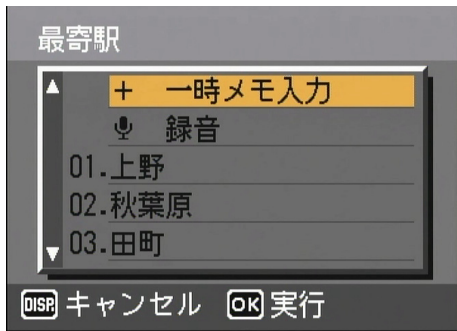 最寄駅
+ 一時メモ入力
録音
01.上野
02.秋葉原
03.田町
DISP. キャンセル OK 実行